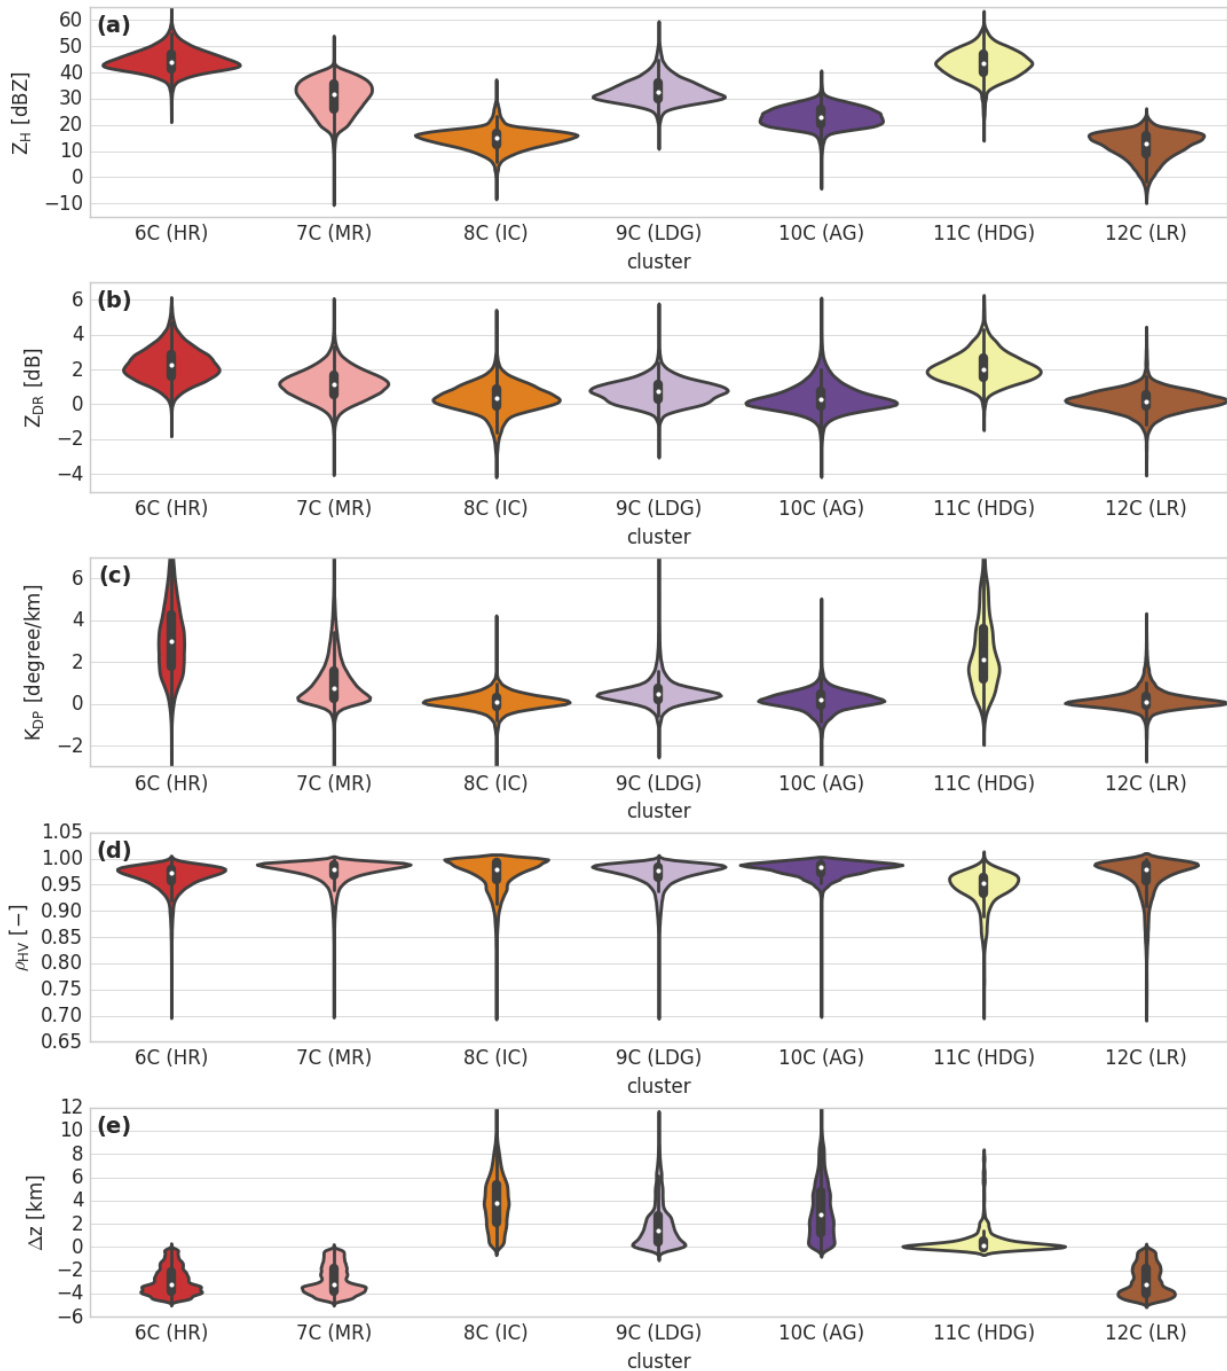 (a)
60
50
40
30
20
10
0
−10
Z_H [dBZ]
6C (HR) 7C (MR) 8C (IC) 9C (LDG) 10C (AG) 11C (HDG) 12C (LR)
cluster
(b)
6
4
2
0
−2
−4
Z_DR [dB]
6C (HR) 7C (MR) 8C (IC) 9C (LDG) 10C (AG) 11C (HDG) 12C (LR)
cluster
(c)
6
4
2
0
−2
K_DP [degree/km]
6C (HR) 7C (MR) 8C (IC) 9C (LDG) 10C (AG) 11C (HDG) 12C (LR)
cluster
(d)
1.05
1.00
0.95
0.90
0.85
0.80
0.75
0.70
0.65
ρ_HV [−]
6C (HR) 7C (MR) 8C (IC) 9C (LDG) 10C (AG) 11C (HDG) 12C (LR)
cluster
(e)
12
10
8
6
4
2
0
−2
−4
−6
Δz [km]
6C (HR) 7C (MR) 8C (IC) 9C (LDG) 10C (AG) 11C (HDG) 12C (LR)
cluster